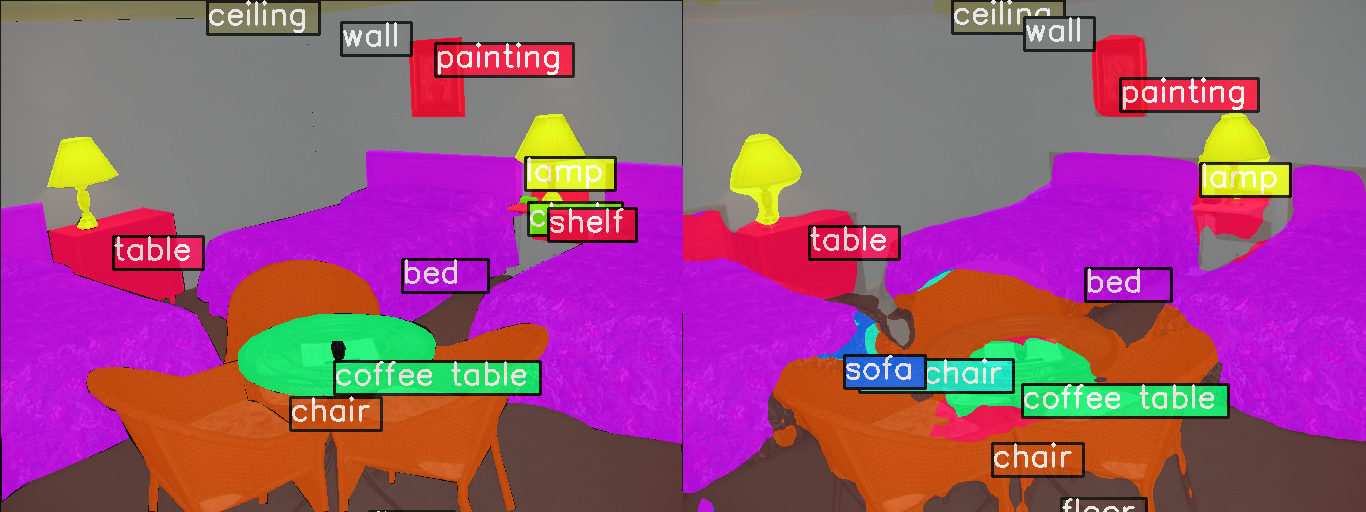 ceiling
wall
painting
lamp
shelf
table
bed
coffee table
chair
ceiling
wall
painting
lamp
table
bed
sofa
chair
coffee table
chair
floor